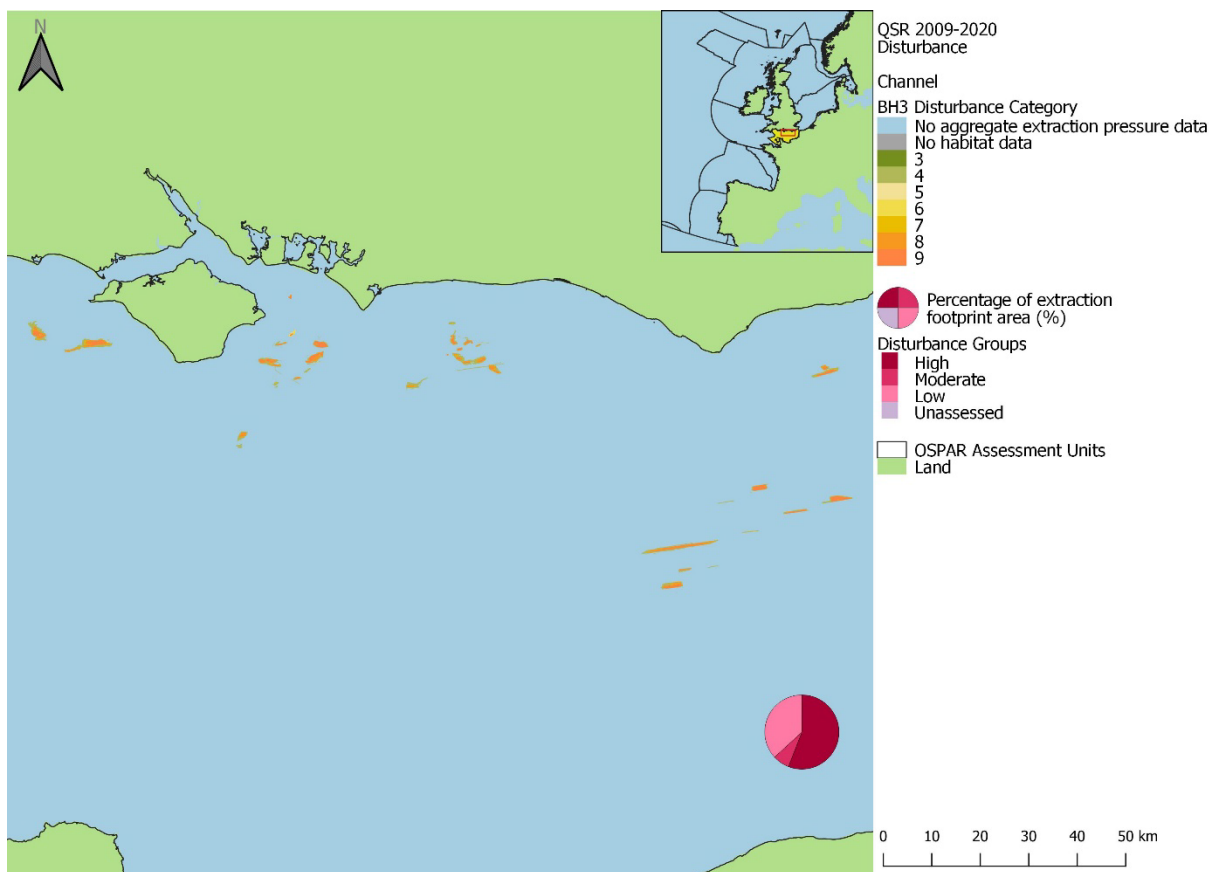 N
QSR 2009-2020
Disturbance
Channel
BH3 Disturbance Category
No aggregate extraction pressure data
No habitat data
3
4
5
6
7
8
9
Percentage of extraction
footprint area (%)
Disturbance Groups
High
Moderate
Low
Unassessed
OSPAR Assessment Units
Land
0 10 20 30 40 50 km